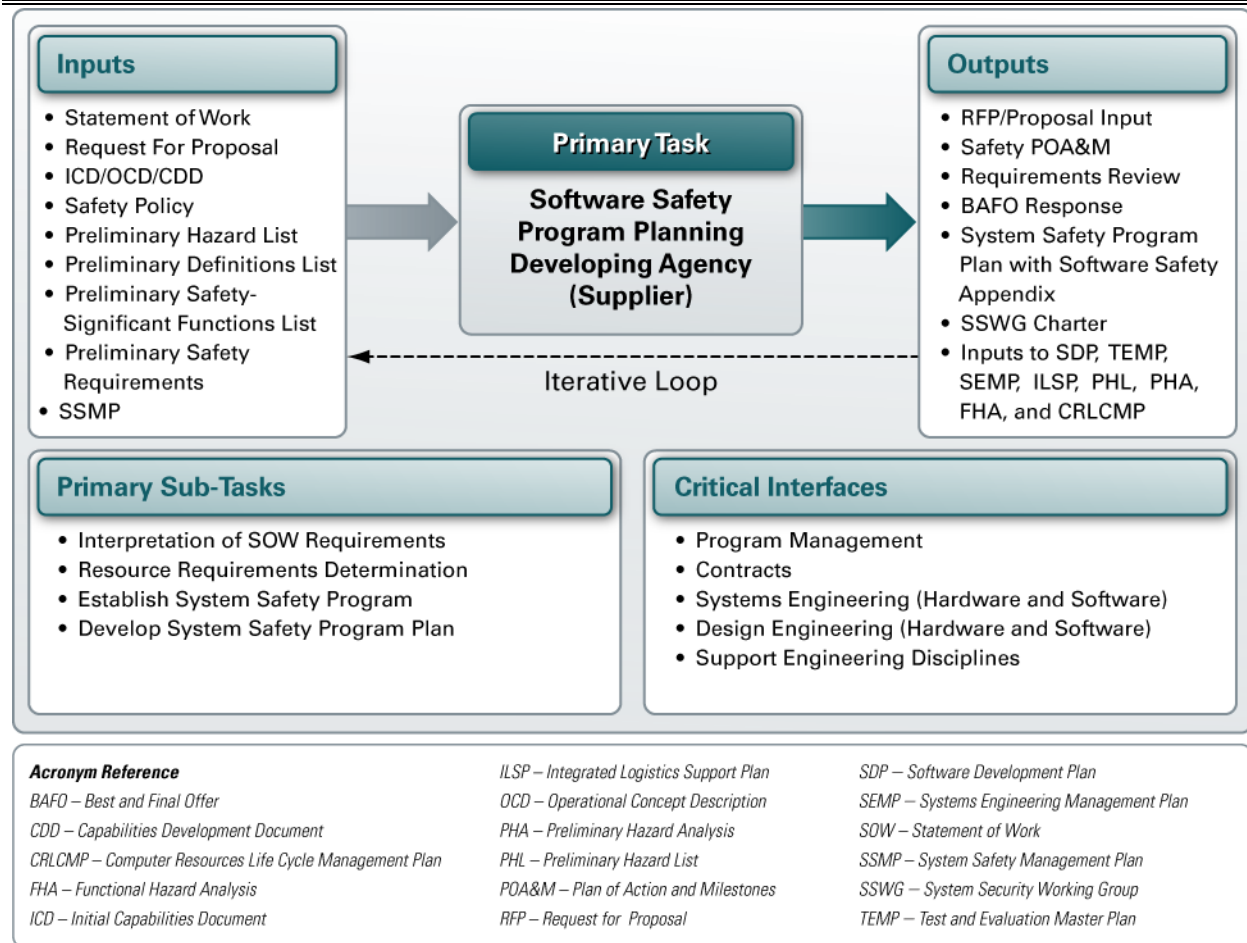 Inputs
• Statement of Work
• Request For Proposal
• ICD/OCD/CDD
• Safety Policy
• Preliminary Hazard List
• Preliminary Definitions List
• Preliminary Safety-
Significant Functions List
• Preliminary Safety
Requirements
• SSMP
Primary Task
Software Safety
Program Planning
Developing Agency
(Supplier)
Iterative Loop
Outputs
• RFP/Proposal Input
• Safety POA&M
• Requirements Review
• BAFO Response
• System Safety Program
Plan with Software Safety
Appendix
• SSWG Charter
• Inputs to SDP, TEMP,
SEMP, ILSP, PHL, PHA,
FHA, and CRLCMP
Primary Sub-Tasks
• Interpretation of SOW Requirements
• Resource Requirements Determination
• Establish System Safety Program
• Develop System Safety Program Plan
Critical Interfaces
• Program Management
• Contracts
• Systems Engineering (Hardware and Software)
• Design Engineering (Hardware and Software)
• Support Engineering Disciplines
Acronym Reference
BAFO – Best and Final Offer
CDD – Capabilities Development Document
CRLCMP – Computer Resources Life Cycle Management Plan
FHA – Functional Hazard Analysis
ICD – Initial Capabilities Document
ILSP – Integrated Logistics Support Plan
OCD – Operational Concept Description
PHA – Preliminary Hazard Analysis
PHL – Preliminary Hazard List
POA&M – Plan of Action and Milestones
RFP – Request for Proposal
SDP – Software Development Plan
SEMP – Systems Engineering Management Plan
SOW – Statement of Work
SSMP – System Safety Management Plan
SSWG – System Security Working Group
TEMP – Test and Evaluation Master Plan